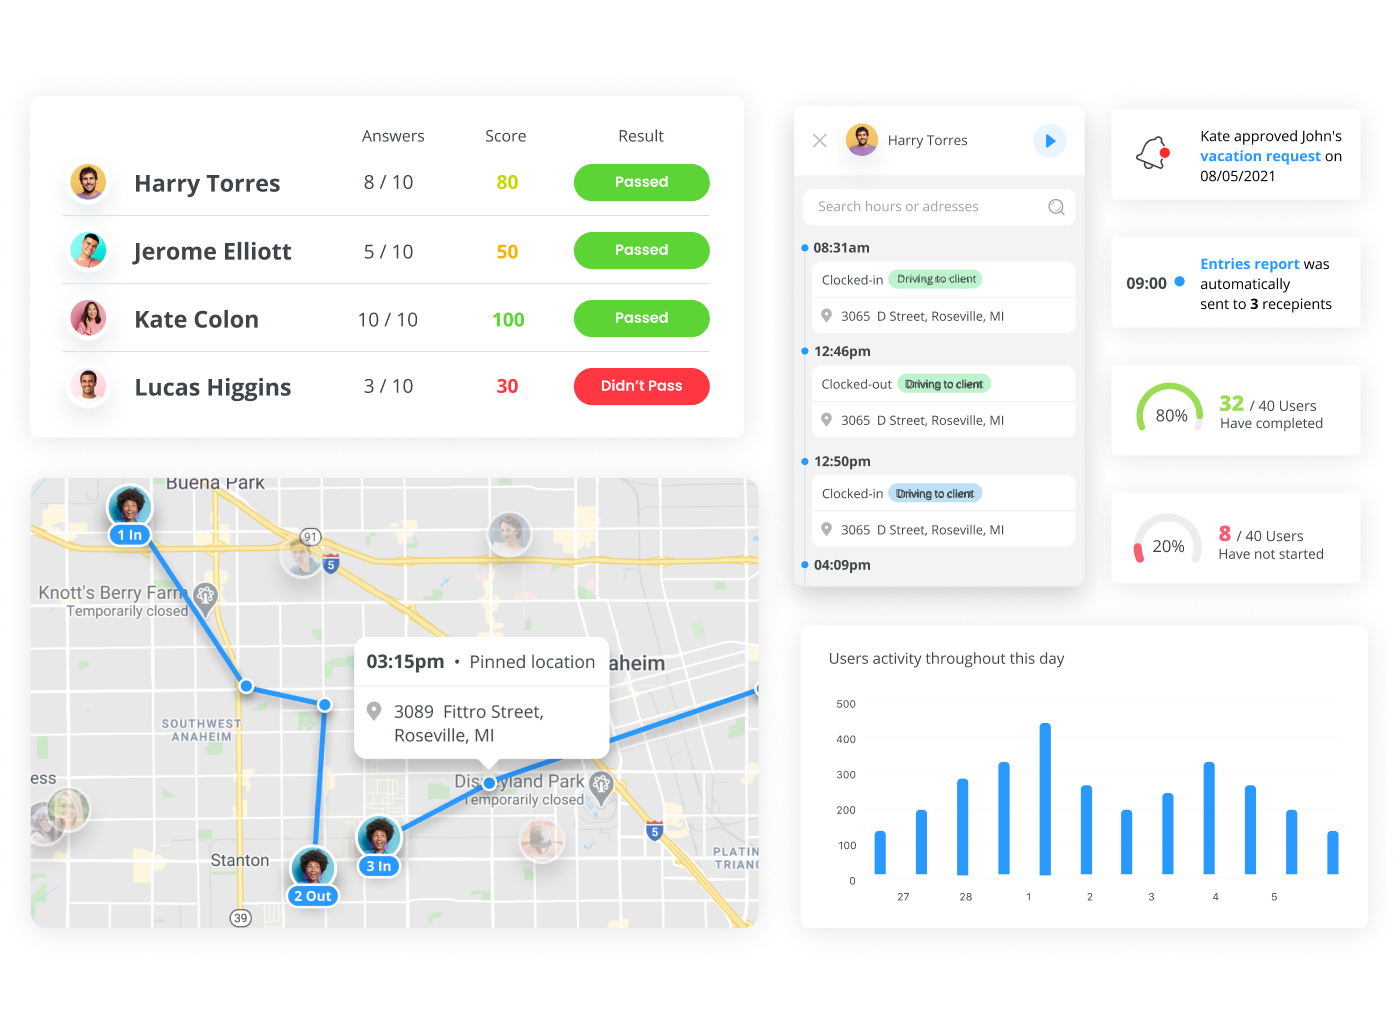 Answers Score Result
Harry Torres 8 / 10 80 Passed
Jerome Elliott 5 / 10 50 Passed
Kate Colon 10 / 10 100 Passed
Lucas Higgins 3 / 10 30 Didn't Pass
Buena Park
1 In
91
5
Knott's Berry Farm
Temporarily closed
03:15pm • Pinned location
3089 Fittro Street,
Roseville, MI
aheim
SOUTHWEST
ANAHEIM
ess
Disneyland Park
Temporarily closed
5
3 In
Stanton
2 Out
PLATIN
TRIANG
39
Harry Torres
Search hours or adresses
08:31am
Clocked-in Driving to client
3065 D Street, Roseville, MI
12:46pm
Clocked-out Driving to client
3065 D Street, Roseville, MI
12:50pm
Clocked-in Driving to client
3065 D Street, Roseville, MI
04:09pm
Kate approved John's
vacation request on
08/05/2021
09:00
Entries report was
automatically
sent to 3 recepients
80%
32 / 40 Users
Have completed
20%
8 / 40 Users
Have not started
Users activity throughout this day
500
400
300
200
100
0
27 28 1 2 3 4 5